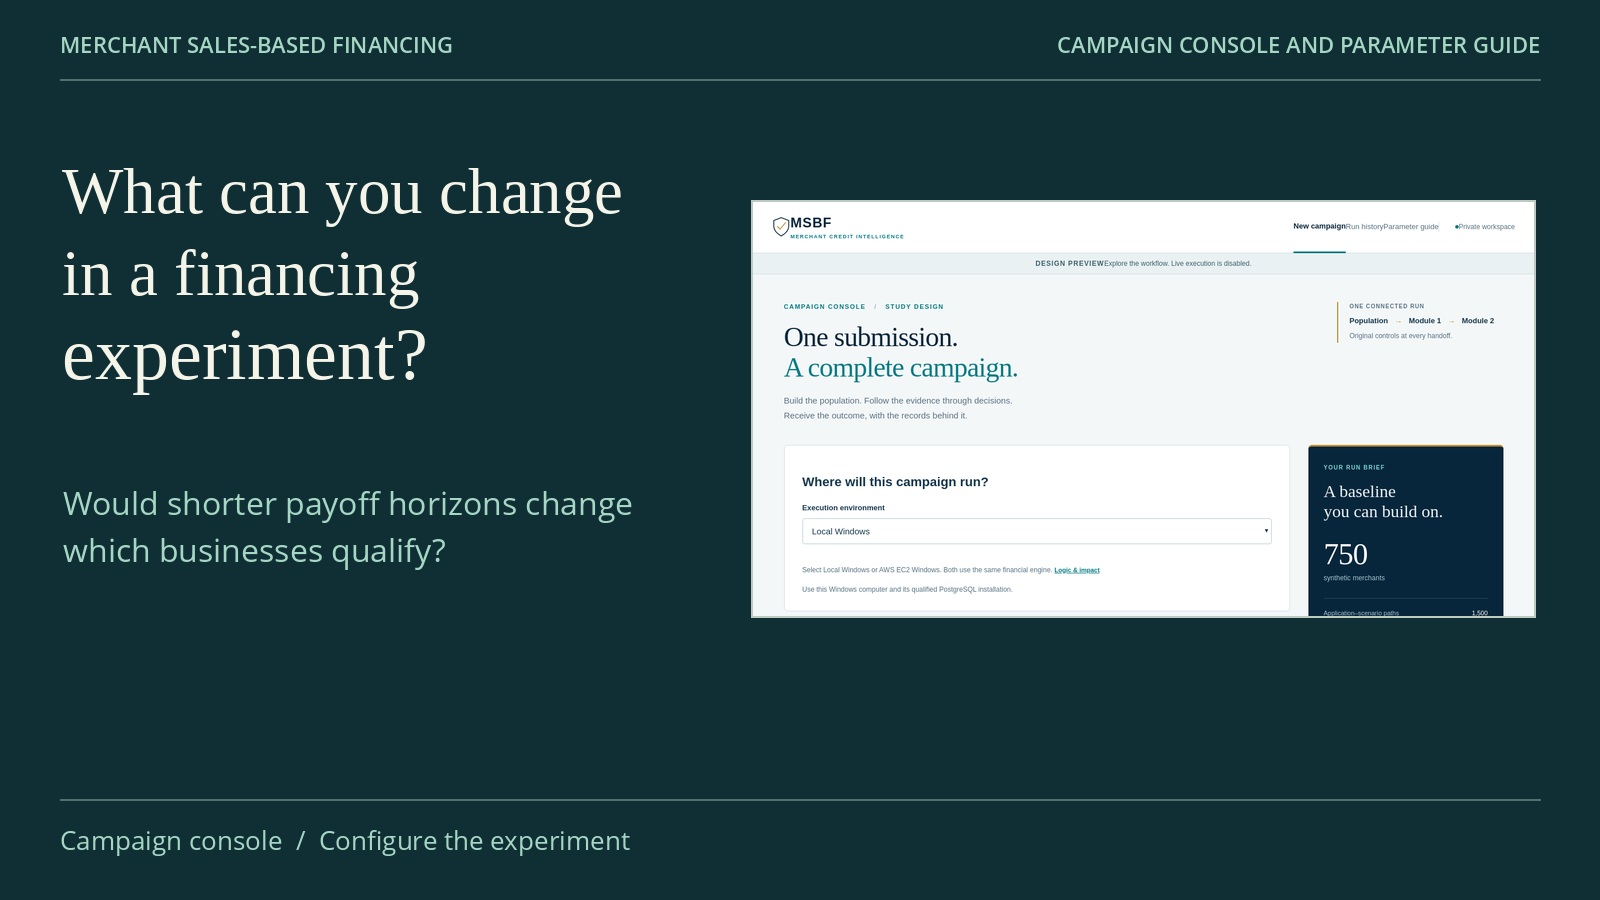 MERCHANT SALES-BASED FINANCING
CAMPAIGN CONSOLE AND PARAMETER GUIDE
What can you change
in a financing
experiment?
Would shorter payoff horizons change
which businesses qualify?
MSBF
MERCHANT CREDIT INTELLIGENCE
New campaign Run history Parameter guide Private workspace
DESIGN PREVIEW Explore the workflow. Live execution is disabled.
CAMPAIGN CONSOLE / STUDY DESIGN
One submission.
A complete campaign.
Build the population. Follow the evidence through decisions.
Receive the outcome, with the records behind it.
ONE CONNECTED RUN
Population → Module 1 → Module 2
Original controls at every handoff.
Where will this campaign run?
Execution environment
Local Windows
Select Local Windows or AWS EC2 Windows. Both use the same financial engine. Logic & impact
Use this Windows computer and its qualified PostgreSQL installation.
YOUR RUN BRIEF
A baseline
you can build on.
750
synthetic merchants
Application–scenario paths 1,500
Campaign console / Configure the experiment